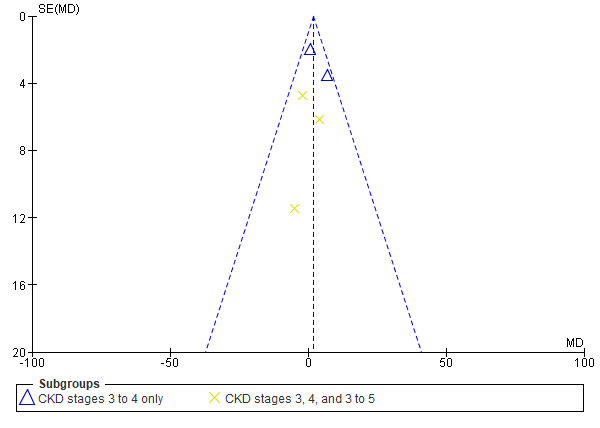 SE(MD)
0
4
8
12
16
20
-100
-50
0
50
100
MD
Subgroups
CKD stages 3 to 4 only
CKD stages 3, 4, and 3 to 5